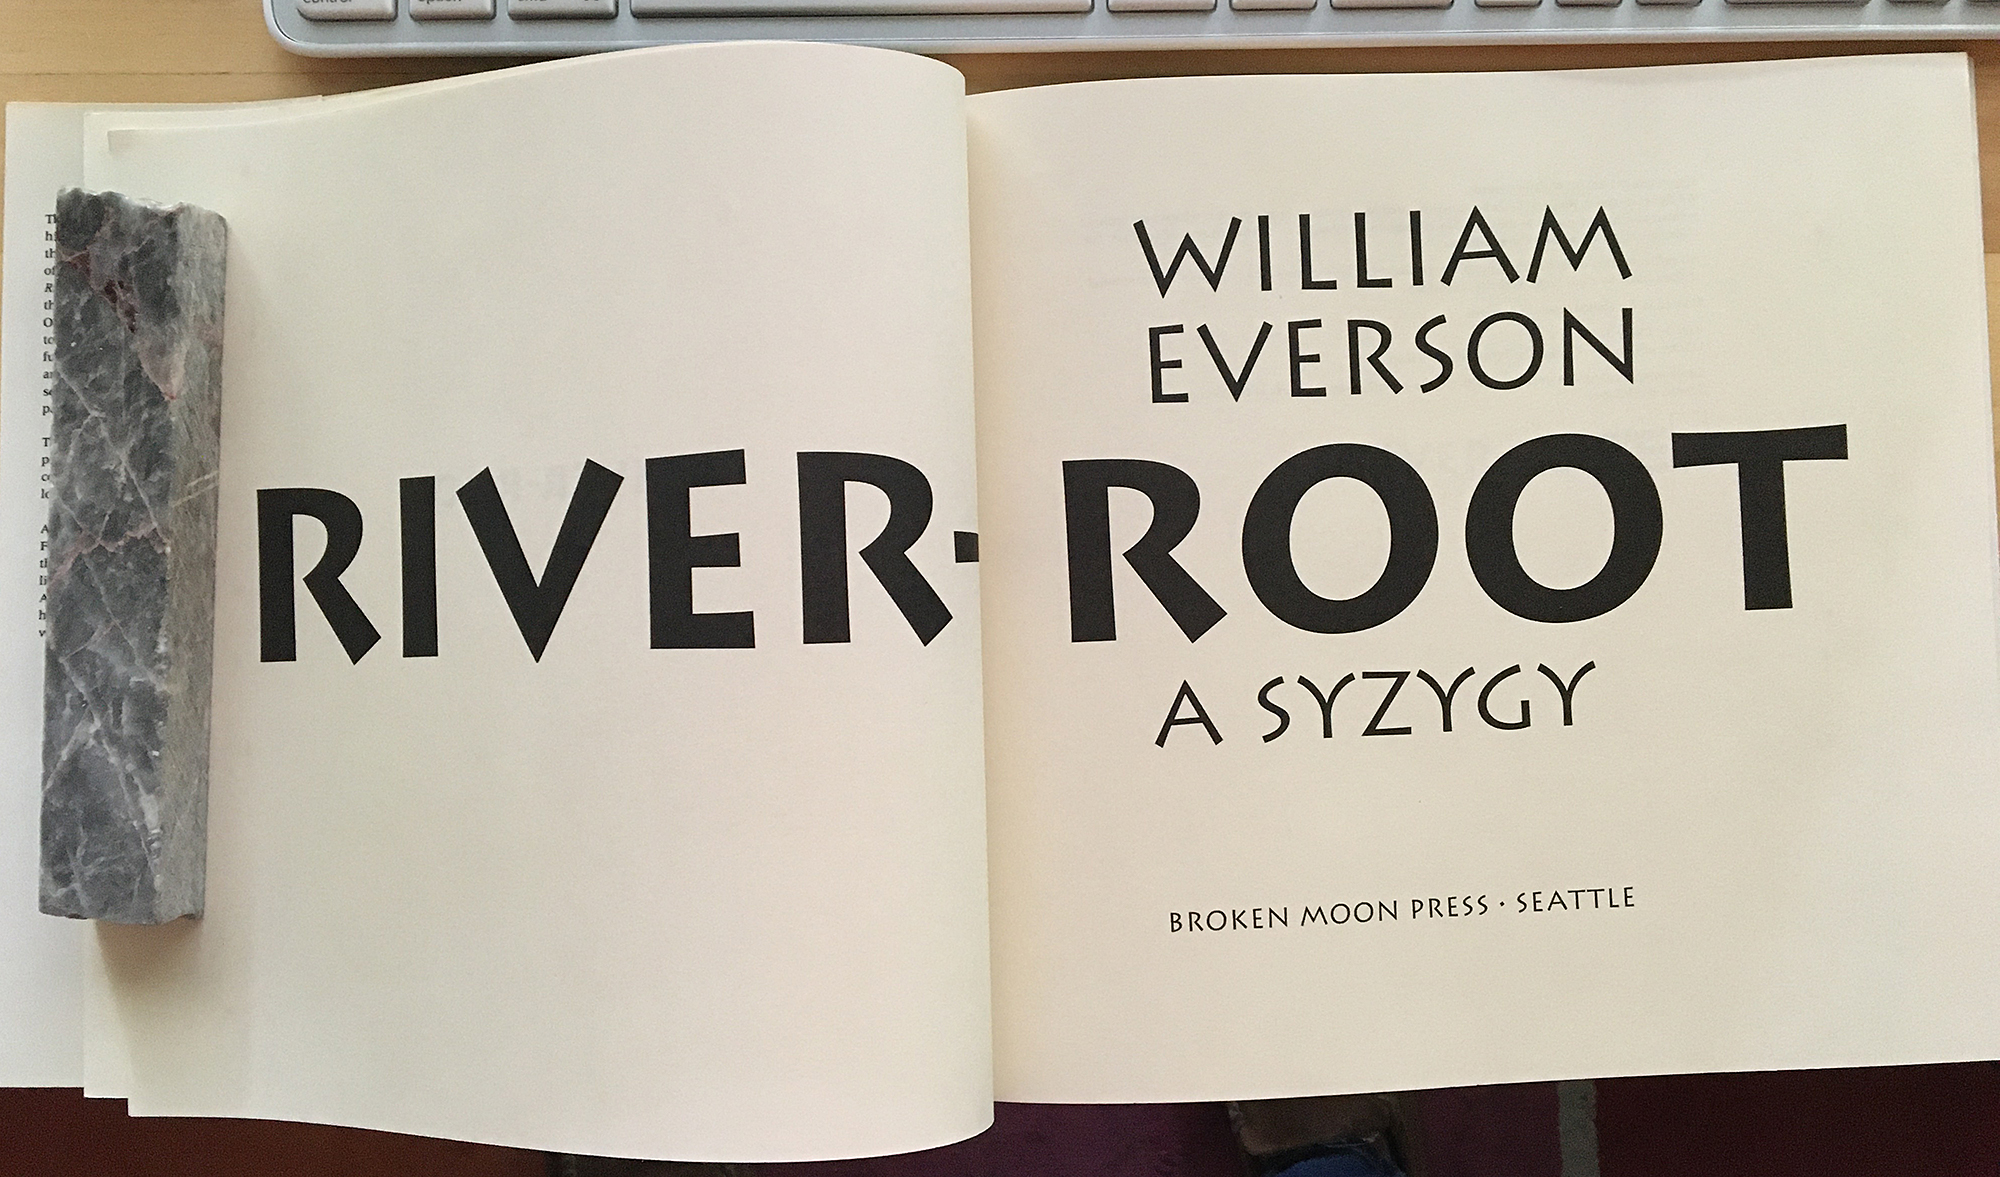 WILLIAM
EVERSON
RIVER-ROOT
A SYZYGY
BROKEN MOON PRESS · SEATTLE